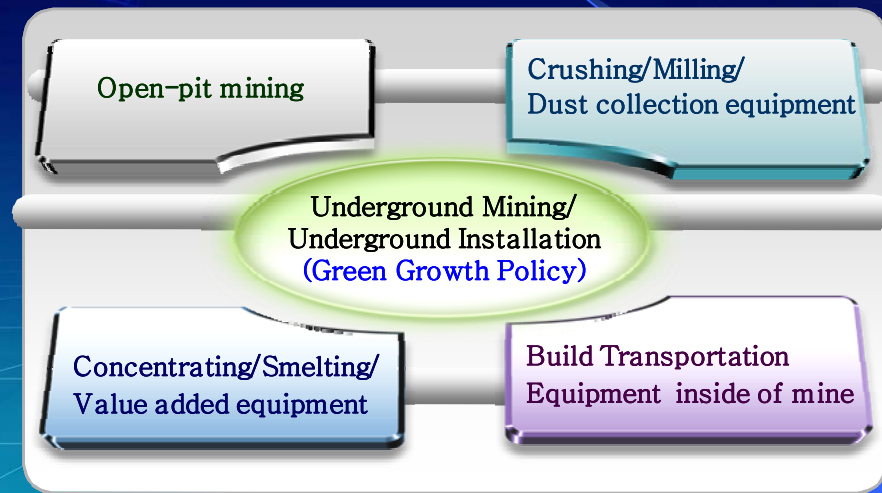 Open-pit mining
Crushing/Milling/
Dust collection equipment
Underground Mining/
Underground Installation
(Green Growth Policy)
Concentrating/Smelting/
Value added equipment
Build Transportation
Equipment inside of mine